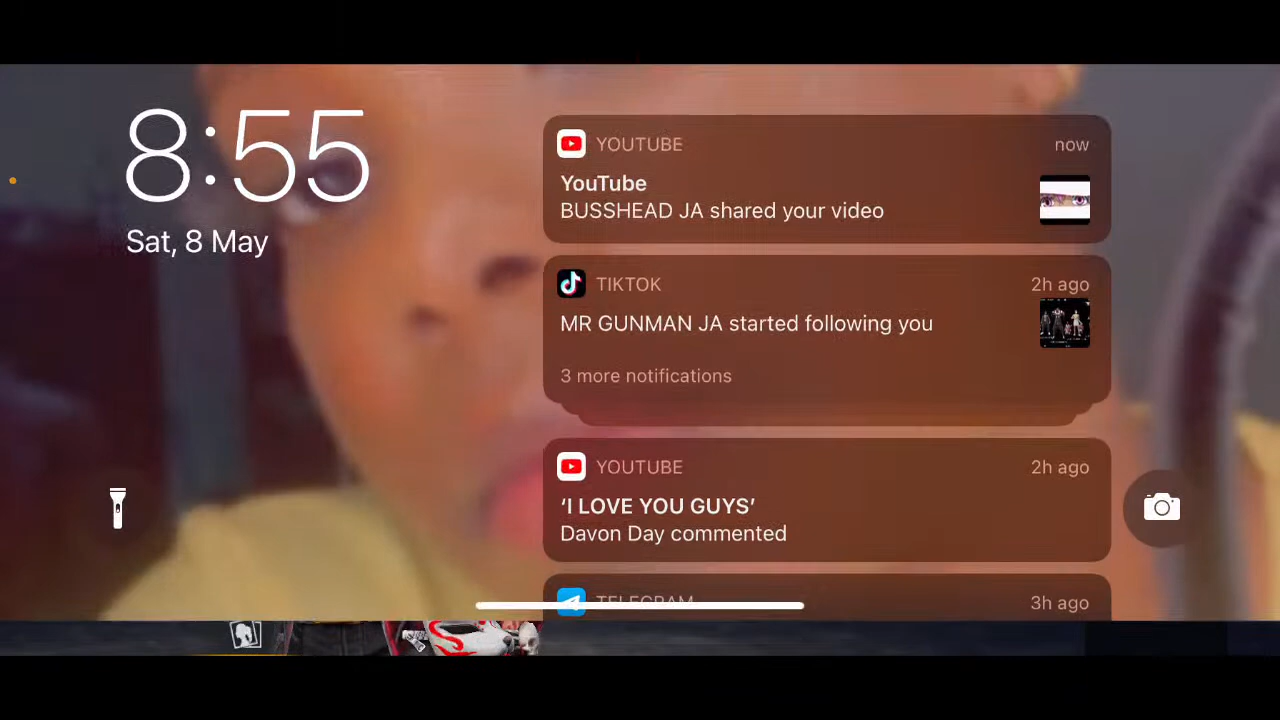 8:55
Sat, 8 May
YOUTUBE now
YouTube
BUSSHEAD JA shared your video
TIKTOK 2h ago
MR GUNMAN JA started following you
3 more notifications
YOUTUBE 2h ago
‘I LOVE YOU GUYS’
Davon Day commented
TELEGRAM 3h ago